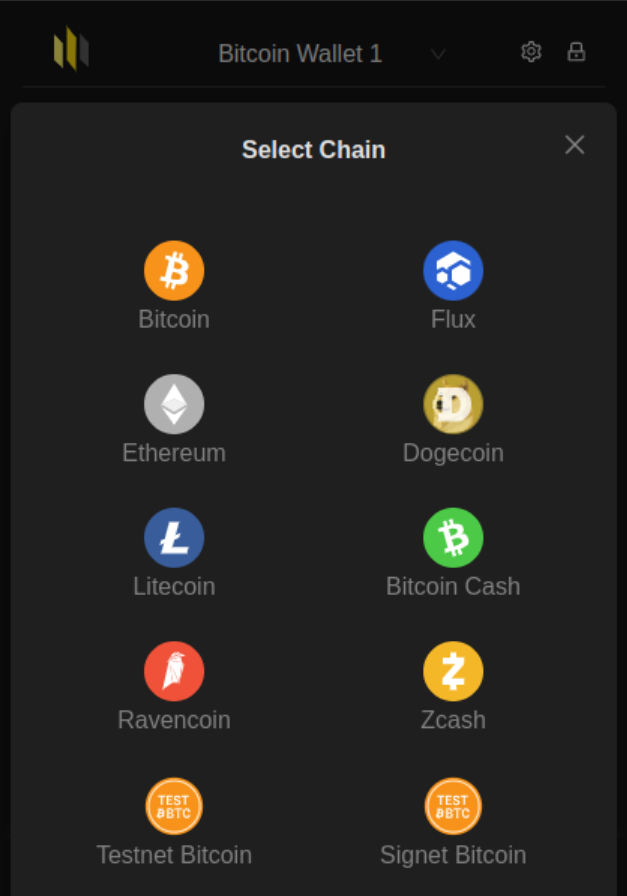 Bitcoin Wallet 1
Select Chain
Bitcoin
Flux
Ethereum
Dogecoin
Litecoin
Bitcoin Cash
Ravencoin
Zcash
TEST
₿BTC
TEST
₿BTC
Testnet Bitcoin
Signet Bitcoin